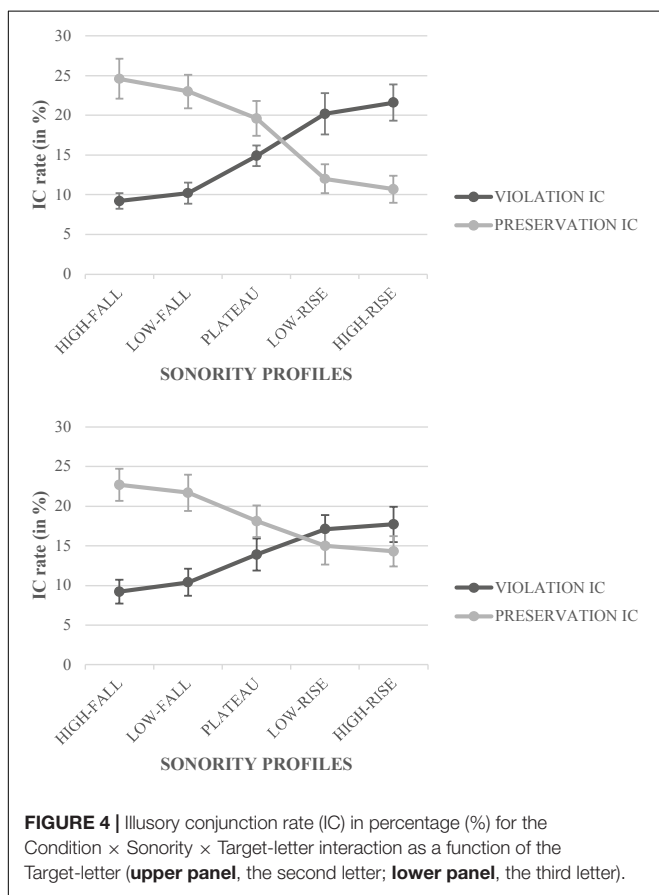 30
25
20
15
10
5
0
IC RATE (in %)
HIGH-FALL
LOW-FALL
PLATEAU
LOW-RISE
HIGH-RISE
SONORITY PROFILES
VIOLATION IC
PRESERVATION IC
30
25
20
15
10
5
0
IC rate (in %)
HIGH-FALL
LOW-FALL
PLATEAU
LOW-RISE
HIGH-RISE
SONORITY PROFILES
VIOLATION IC
PRESERVATION IC
FIGURE 4 | Illusory conjunction rate (IC) in percentage (%) for the
Condition × Sonority × Target-letter interaction as a function of the
Target-letter (upper panel, the second letter; lower panel, the third letter).